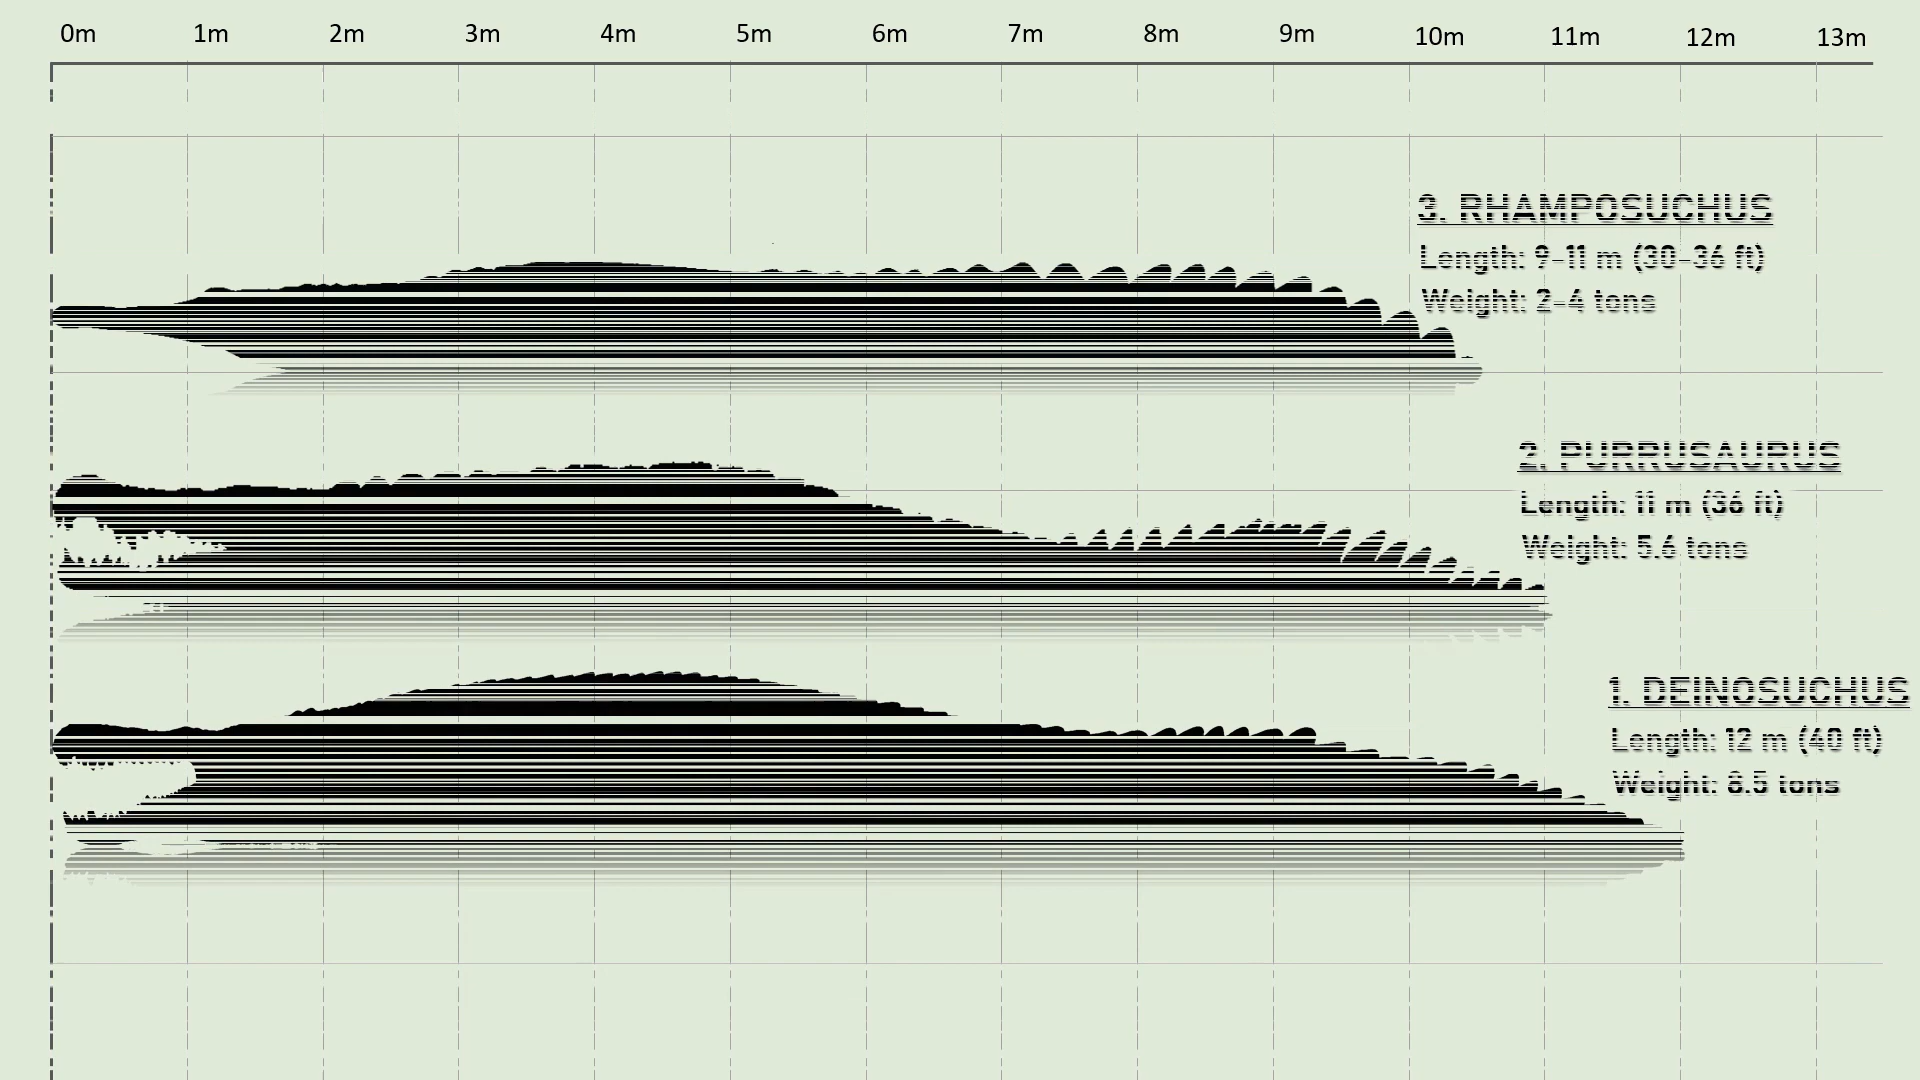 0m 1m 2m 3m 4m 5m 6m 7m 8m 9m 10m 11m 12m 13m
3. RHAMPOSUCHUS
Length: 9-11 m (30-36 ft)
Weight: 2-4 tons
2. PURRUSAURUS
Length: 11 m (36 ft)
Weight: 5.6 tons
1. DEINOSUCHUS
Length: 12 m (40 ft)
Weight: 8.5 tons